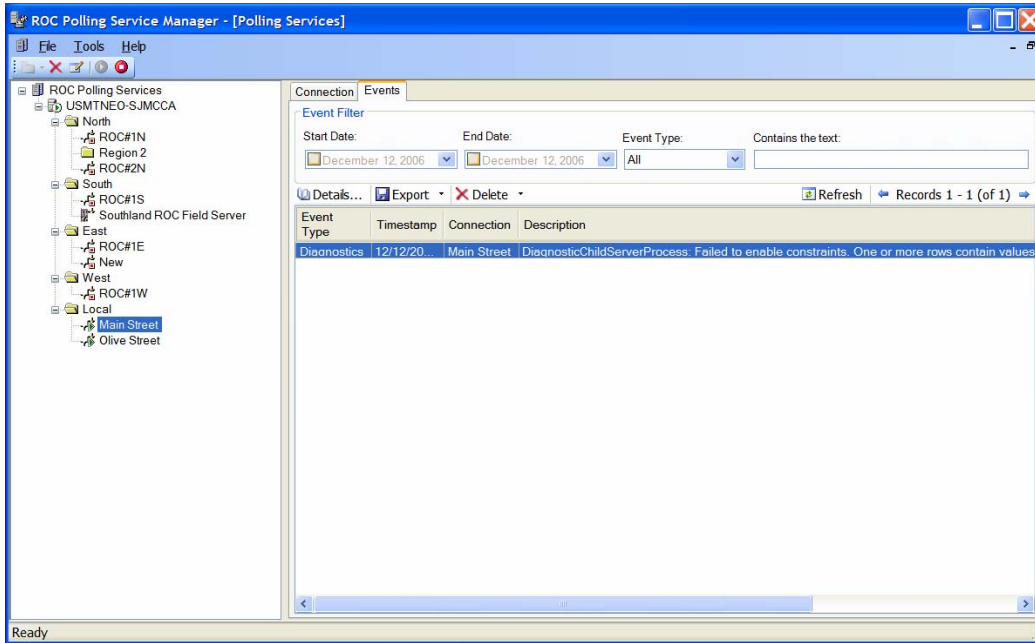 ROC Polling Service Manager - [Polling Services]
File Tools Help
ROC Polling Services
USMTNEO-SJMCCA
North
ROC#1N
Region 2
ROC#2N
South
ROC#1S
Southland ROC Field Server
East
ROC#1E
New
West
ROC#1W
Local
Main Street
Olive Street
Connection Events
Event Filter
Start Date: End Date: Event Type: Contains the text:
December 12, 2006 December 12, 2006 All
Details... Export Delete Refresh Records 1 - 1 (of 1)
Event Type Timestamp Connection Description
Diagnostics 12/12/20... Main Street DiagnosticChildServerProcess: Failed to enable constraints. One or more rows contain values
Ready